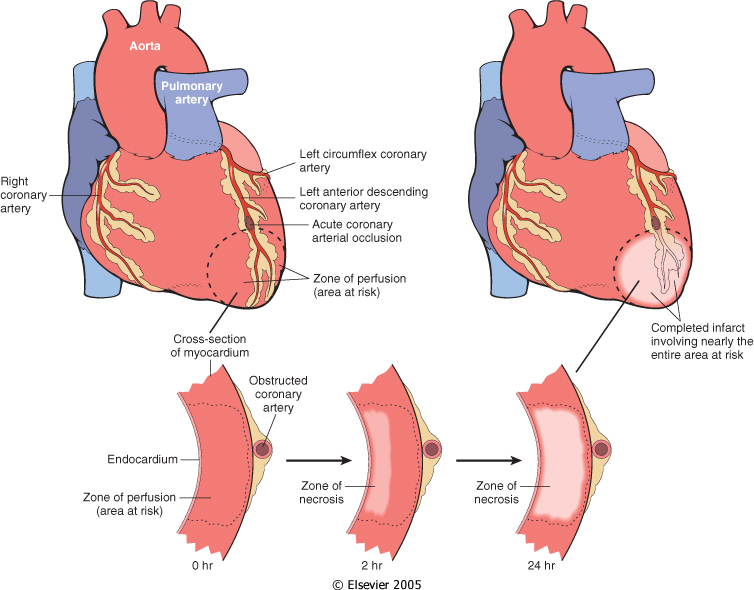 Aorta
Pulmonary
artery
Left circumflex coronary
artery
Right
coronary
artery
Left anterior descending
coronary artery
Acute coronary
arterial occlusion
Zone of perfusion
(area at risk)
Completed infarct
involving nearly the
entire area at risk
Cross-section
of myocardium
Obstructed
coronary
artery
Endocardium
Zone of perfusion
(area at risk)
Zone of
necrosis
Zone of
necrosis
0 hr
2 hr
24 hr
© Elsevier 2005